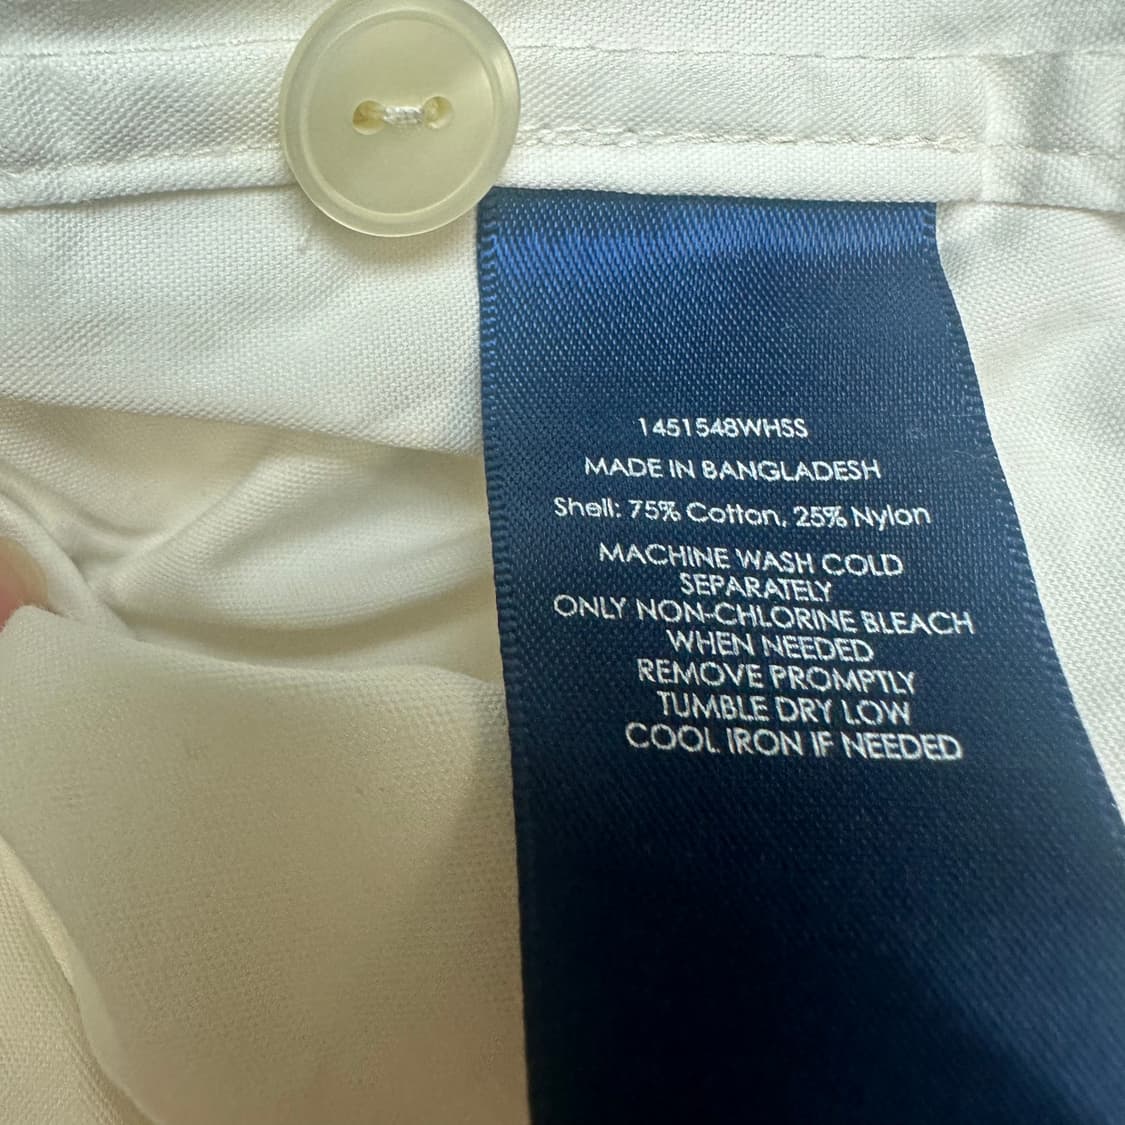 1451548WHSS
MADE IN BANGLADESH
Shell: 75% Cotton, 25% Nylon
MACHINE WASH COLD
SEPARATELY
ONLY NON-CHLORINE BLEACH
WHEN NEEDED
REMOVE PROMPTLY
TUMBLE DRY LOW
COOL IRON IF NEEDED